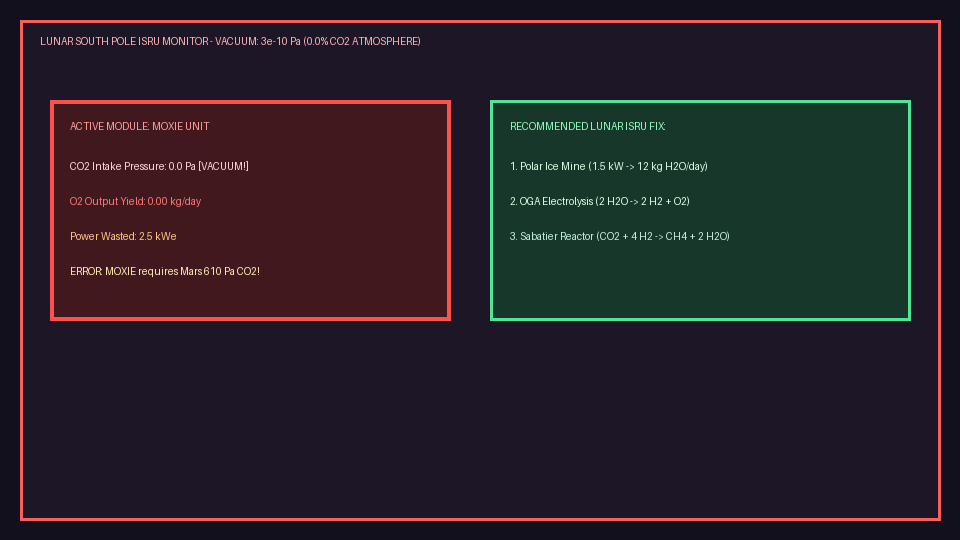 LUNAR SOUTH POLE ISRU MONITOR - VACUUM: 3e-10 Pa (0.0% CO2 ATMOSPHERE)
ACTIVE MODULE: MOXIE UNIT
CO2 Intake Pressure: 0.0 Pa [VACUUM!]
O2 Output Yield: 0.00 kg/day
Power Wasted: 2.5 kWe
ERROR: MOXIE requires Mars 610 Pa CO2!
RECOMMENDED LUNAR ISRU FIX:
1. Polar Ice Mine (1.5 kW -> 12 kg H2O/day)
2. OGA Electrolysis (2 H2O -> 2 H2 + O2)
3. Sabatier Reactor (CO2 + 4 H2 -> CH4 + 2 H2O)